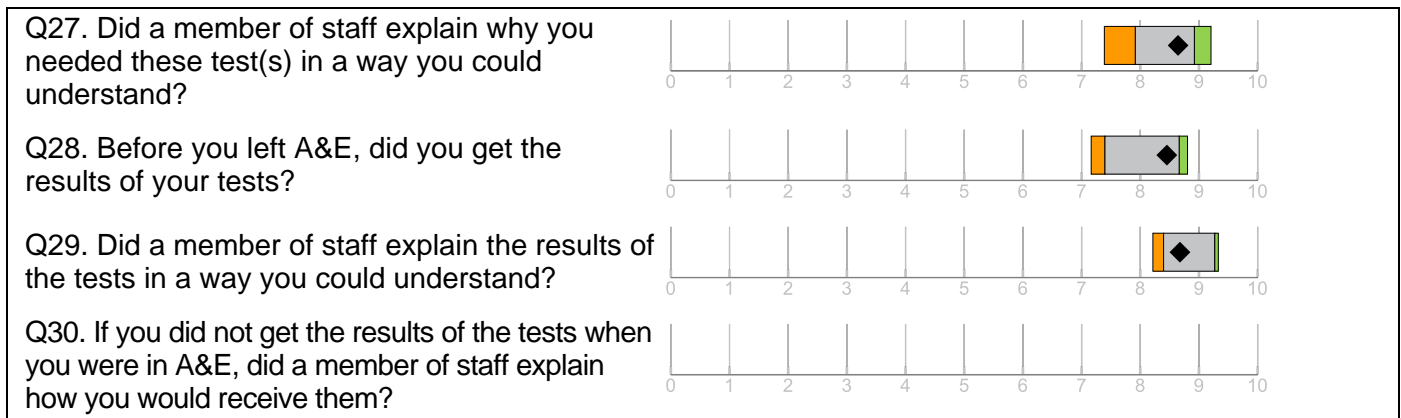 Q27. Did a member of staff explain why you
needed these test(s) in a way you could
understand?
0 1 2 3 4 5 6 7 8 9 10
Q28. Before you left A&E, did you get the
results of your tests?
0 1 2 3 4 5 6 7 8 9 10
Q29. Did a member of staff explain the results of
the tests in a way you could understand?
0 1 2 3 4 5 6 7 8 9 10
Q30. If you did not get the results of the tests when
you were in A&E, did a member of staff explain
how you would receive them?
0 1 2 3 4 5 6 7 8 9 10